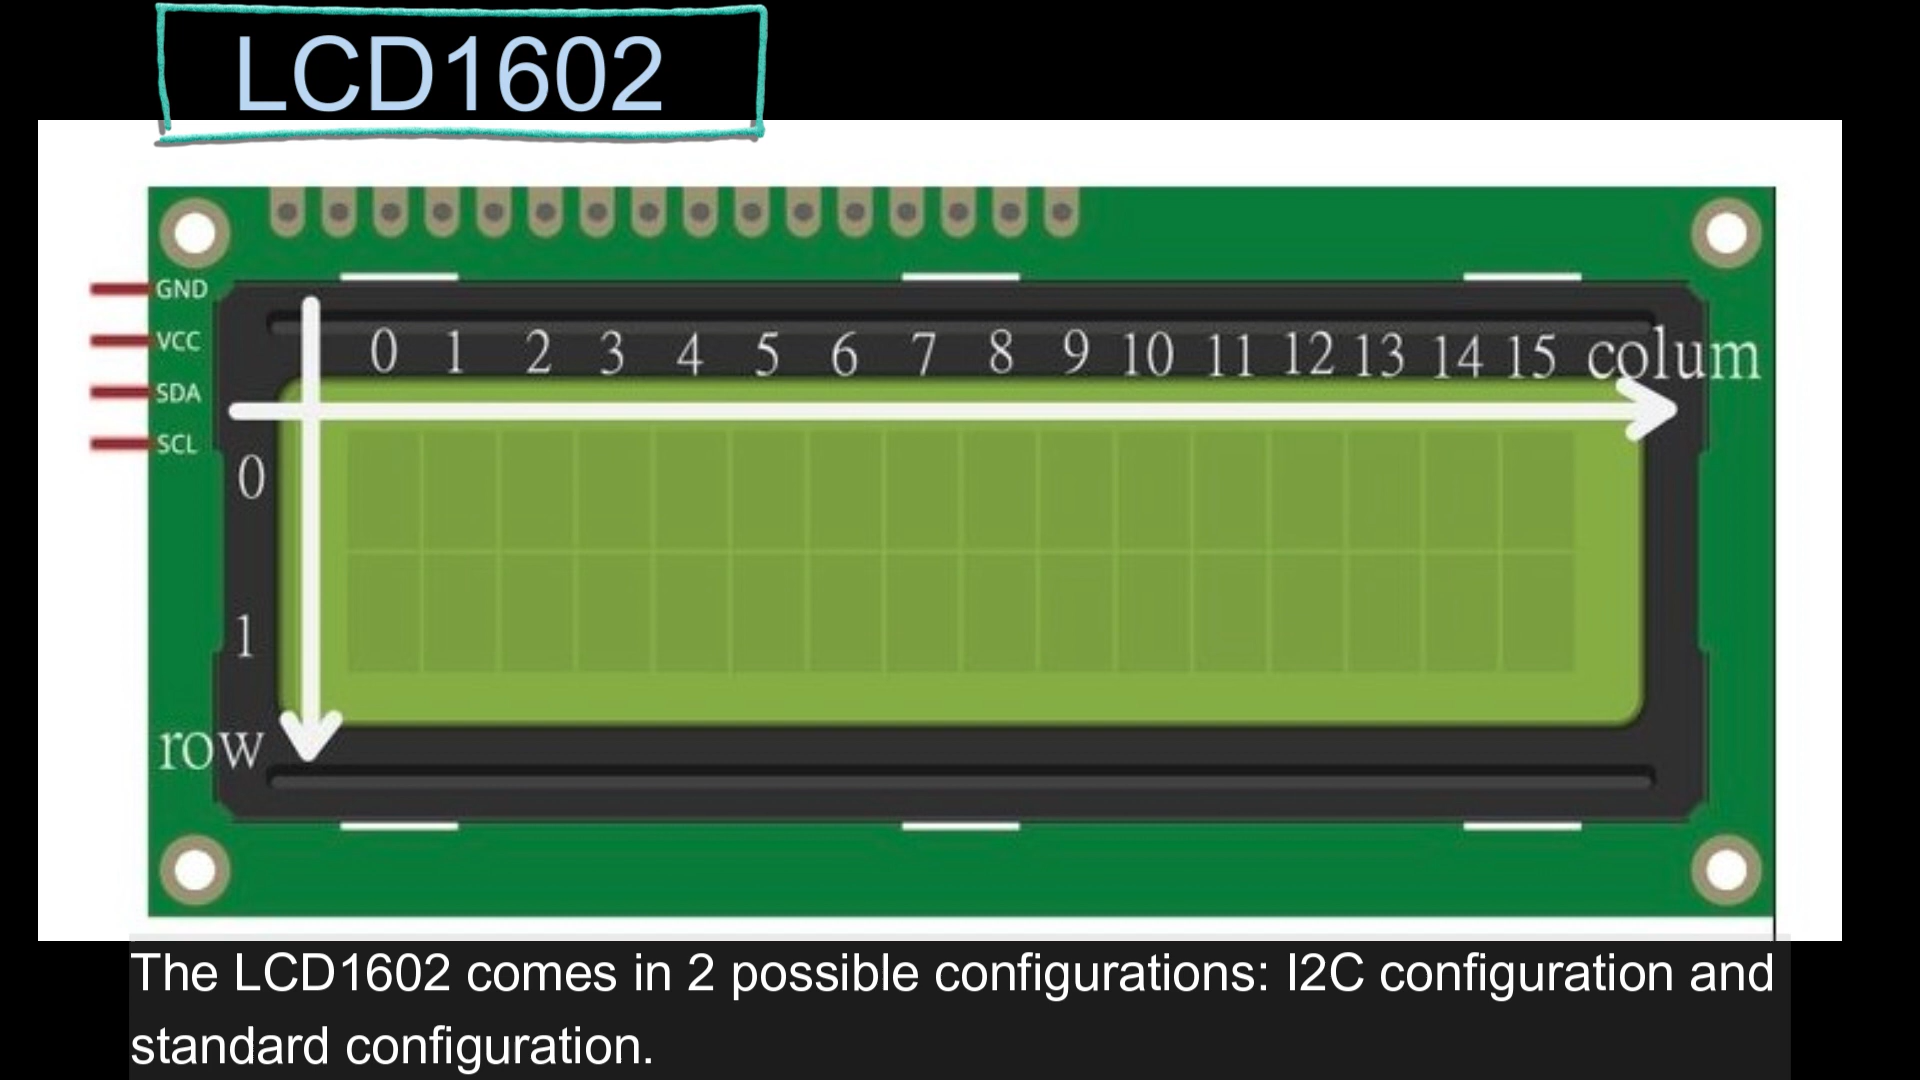 LCD1602
GND
VCC
SDA
SCL
0 1 2 3 4 5 6 7 8 9 10 11 12 13 14 15 colum
0
1
row
The LCD1602 comes in 2 possible configurations: I2C configuration and
standard configuration.